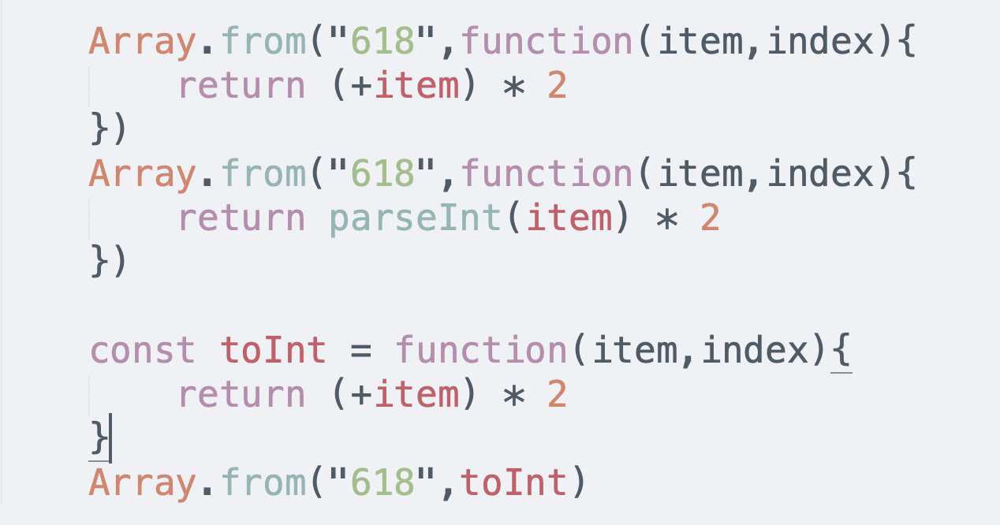 Array.from("618",function(item,index){
    return (+item) * 2
})
Array.from("618",function(item,index){
    return parseInt(item) * 2
})

const toInt = function(item,index){
    return (+item) * 2
}
Array.from("618",toInt)